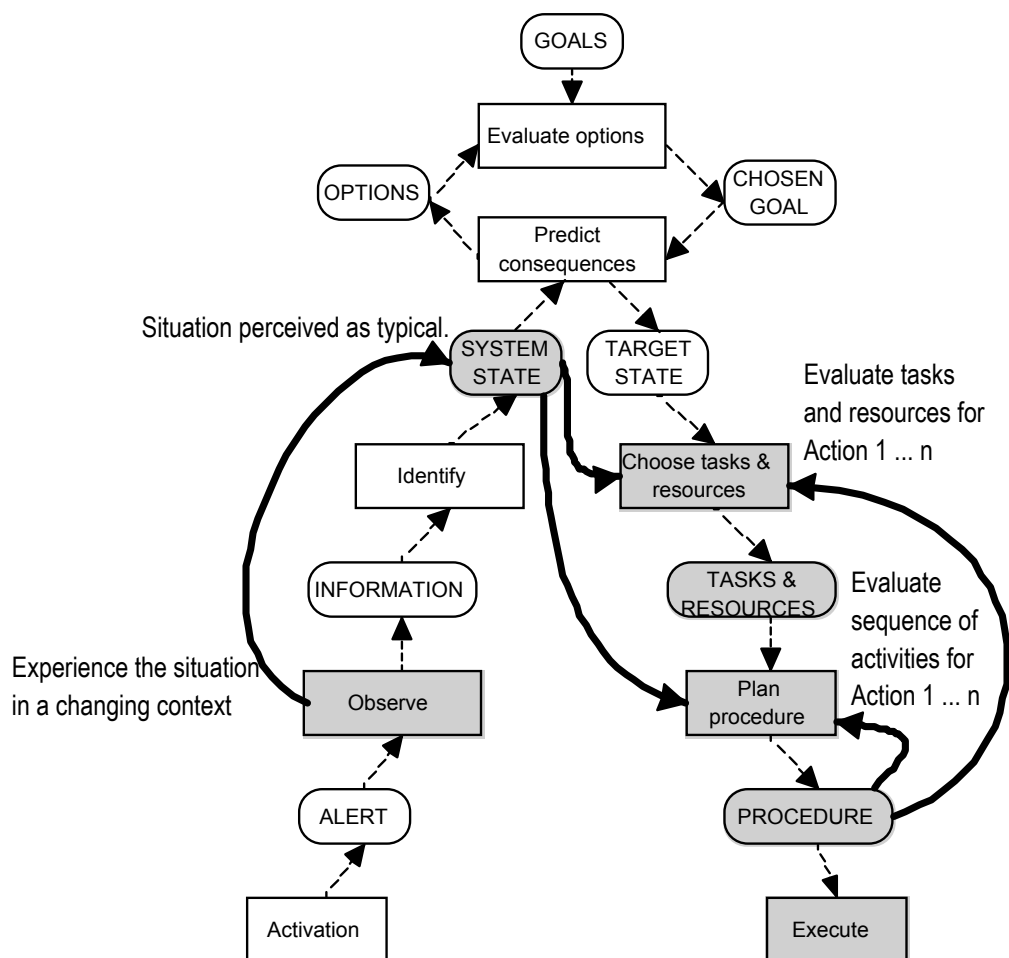 GOALS
Evaluate options
OPTIONS
CHOSEN
GOAL
Predict
consequences
Situation perceived as typical.
SYSTEM
STATE
TARGET
STATE
Evaluate tasks
and resources for
Action 1 ... n
Choose tasks &
resources
Identify
INFORMATION
TASKS &
RESOURCES
Evaluate
sequence of
activities for
Action 1 ... n
Experience the situation
in a changing context
Observe
Plan
procedure
ALERT
PROCEDURE
Activation
Execute